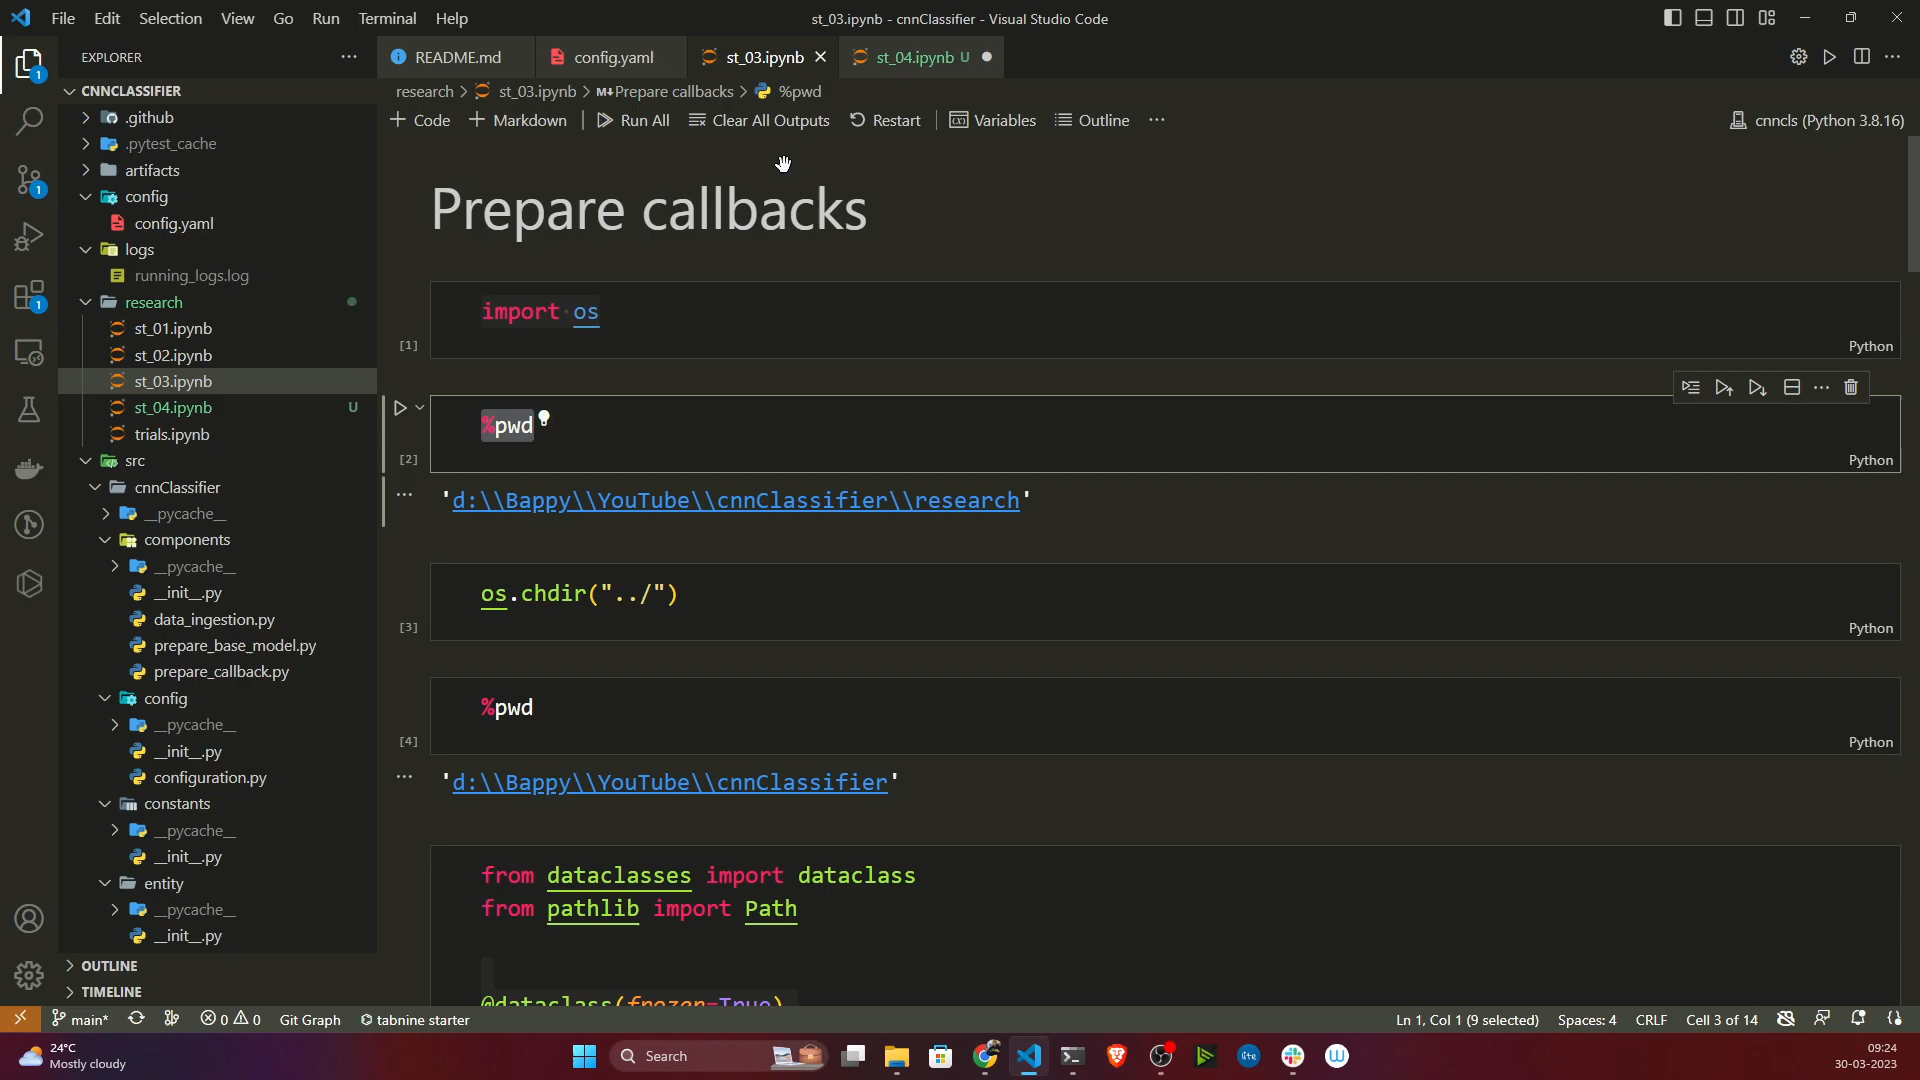 File Edit Selection View Go Run Terminal Help
st_03.ipynb - cnnClassifier - Visual Studio Code
EXPLORER
README.md
config.yaml
st_03.ipynb
st_04.ipynb U
CNNCLASSIFIER
research > st_03.ipynb > M↓Prepare callbacks > %pwd
Code Markdown Run All Clear All Outputs Restart Variables Outline
cnncls (Python 3.8.16)
.github
.pytest_cache
artifacts
config
config.yaml
logs
running_logs.log
research
st_01.ipynb
st_02.ipynb
st_03.ipynb
st_04.ipynb U
trials.ipynb
src
cnnClassifier
__pycache__
components
__pycache__
__init__.py
data_ingestion.py
prepare_base_model.py
prepare_callback.py
config
__pycache__
__init__.py
configuration.py
constants
__pycache__
__init__.py
entity
__pycache__
__init__.py
OUTLINE
TIMELINE
1
1
1
Prepare callbacks
import os
[1]
Python
%pwd
[2]
Python
'd:\\Bappy\\YouTube\\cnnClassifier\\research'
os.chdir("../")
[3]
Python
%pwd
[4]
Python
'd:\\Bappy\\YouTube\\cnnClassifier'
from dataclasses import dataclass
from pathlib import Path
@dataclass(frozen=True)
main* 0 0 Git Graph tabnine starter
Ln 1, Col 1 (9 selected) Spaces: 4 CRLF Cell 3 of 14
24°C
Mostly cloudy
Search
lite
09:24
30-03-2023